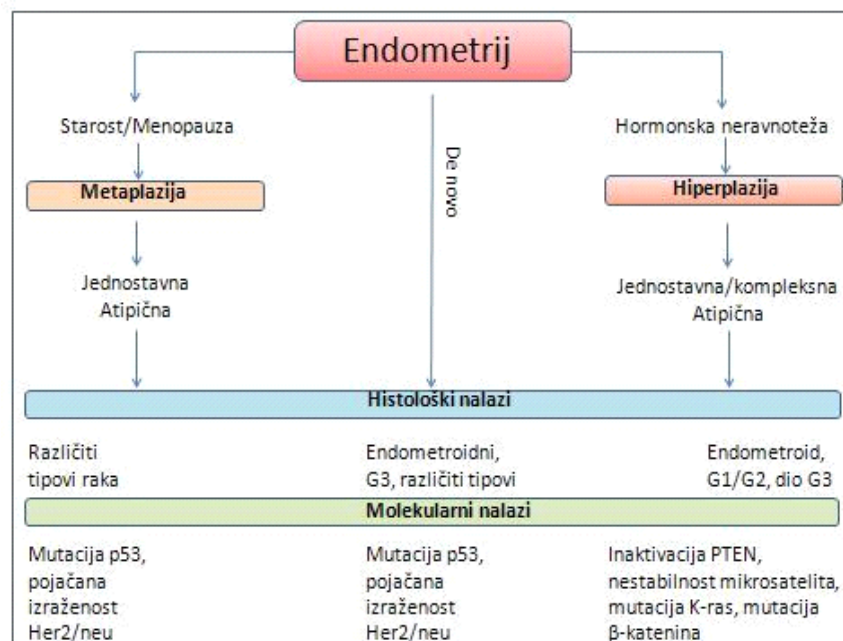 Endometrij
Starost/Menopauza
Metaplazija
Jednostavna
Atipična
De novo
Hormonska neravnoteža
Hiperplazija
Jednostavna/kompleksna
Atipična
Histološki nalazi
Različiti
tipovi raka
Endometroidni,
G3, različiti tipovi
Endometroid,
G1/G2, dio G3
Molekularni nalazi
Mutacija p53,
pojačana
izraženost
Her2/neu
Mutacija p53,
pojačana
izraženost
Her2/neu
Inaktivacija PTEN,
nestabilnost mikrosatelita,
mutacija K-ras, mutacija
β-katenina